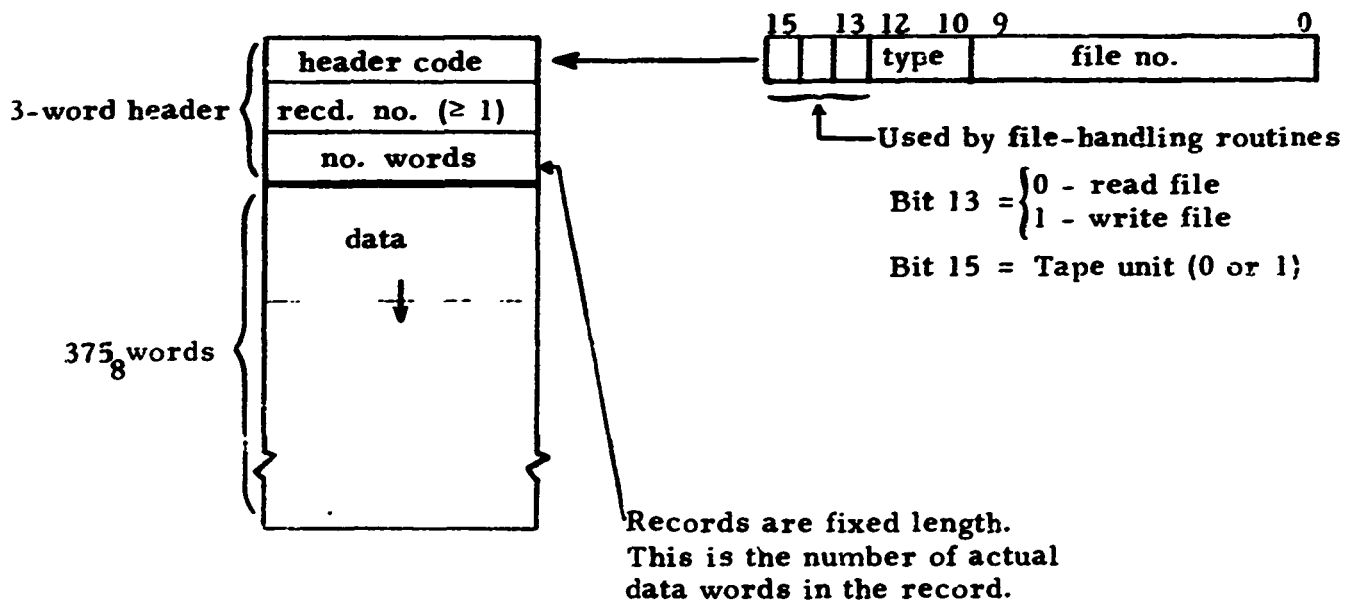 15 13 12 10 9 0
type file no.
header code
recd. no. (≥ 1)
no. words
3-word header
Used by file-handling routines
Bit 13 = {0 - read file
1 - write file
Bit 15 = Tape unit (0 or 1)
data
375₈ words
Records are fixed length.
This is the number of actual
data words in the record.